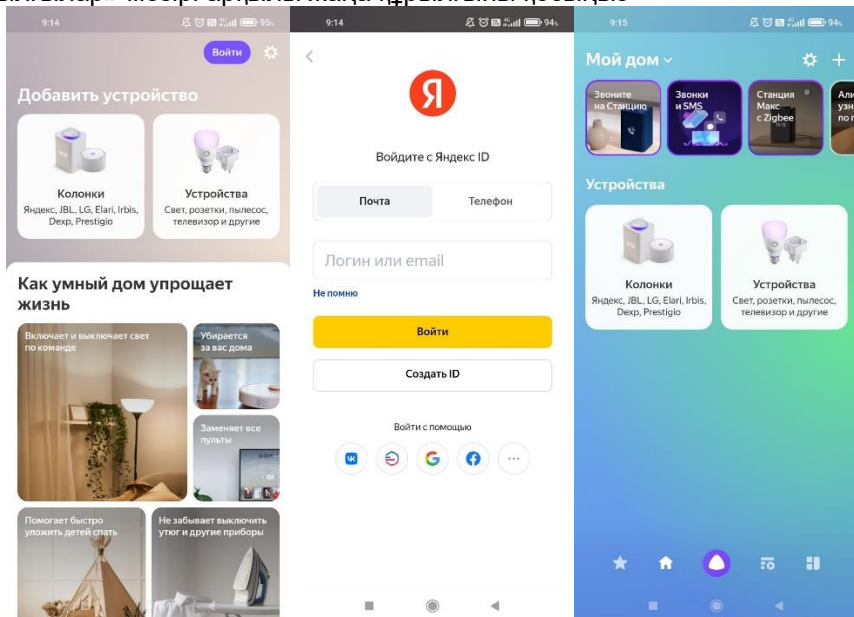 9:14
95
Войти
Добавить устройство
Колонки
Яндекс, JBL, LG, Elari, Irbis,
Dexp, Prestigio
Устройства
Свет, розетки, пылесос,
телевизор и другие
Как умный дом упрощает
жизнь
Включает и выключает свет
по команде
Убирается
за вас дома
Заменяет все
пульты
Помогает быстро
уложить детей спать
Не забывает выключить
утюг и другие приборы
9:14
94
Я
Войдите с Яндекс ID
Почта
Телефон
Логин или email
Не помню
Войти
Создать ID
Войти с помощью
9:15
94
Мой дом
Звоните
на Станцию
Звонки
и SMS
Станция
Макс
с Zigbee
Устройства
Колонки
Яндекс, JBL, LG, Elari, Irbis,
Dexp, Prestigio
Устройства
Свет, розетки, пылесос,
телевизор и другие